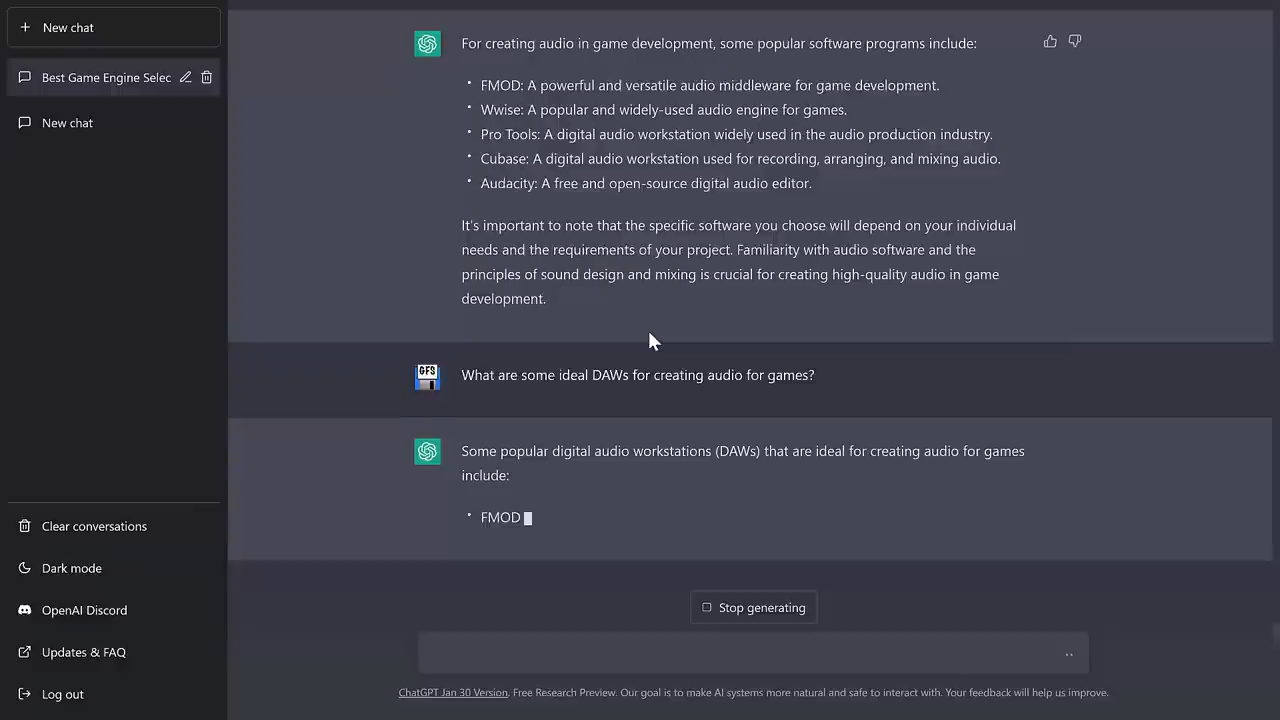 New chat
Best Game Engine Selec
New chat
Clear conversations
Dark mode
OpenAI Discord
Updates & FAQ
Log out
For creating audio in game development, some popular software programs include:
• FMOD: A powerful and versatile audio middleware for game development.
• Wwise: A popular and widely-used audio engine for games.
• Pro Tools: A digital audio workstation widely used in the audio production industry.
• Cubase: A digital audio workstation used for recording, arranging, and mixing audio.
• Audacity: A free and open-source digital audio editor.
It's important to note that the specific software you choose will depend on your individual
needs and the requirements of your project. Familiarity with audio software and the
principles of sound design and mixing is crucial for creating high-quality audio in game
development.
GFS
What are some ideal DAWs for creating audio for games?
Some popular digital audio workstations (DAWs) that are ideal for creating audio for games
include:
• FMOD
Stop generating
ChatGPT Jan 30 Version. Free Research Preview. Our goal is to make AI systems more natural and safe to interact with. Your feedback will help us improve.